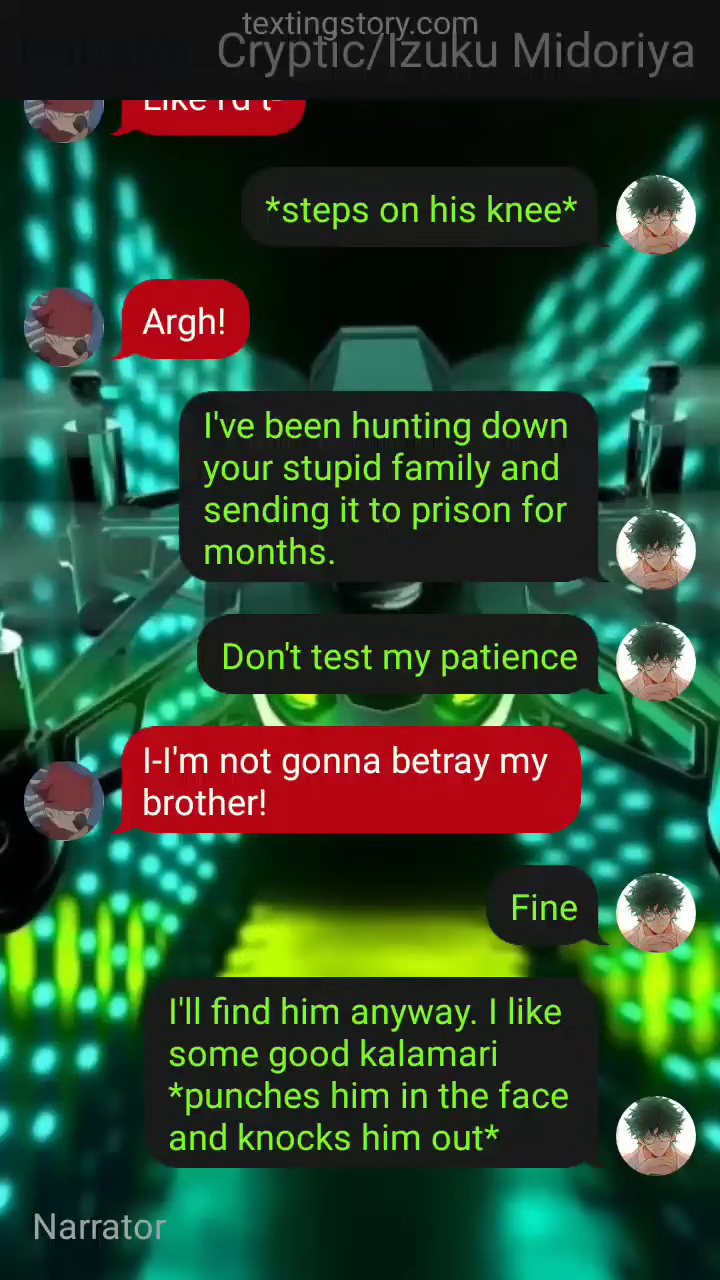 textingstory.com
Cryptic/Izuku Midoriya
Like I'd t-
*steps on his knee*
Argh!
I've been hunting down
your stupid family and
sending it to prison for
months.
Don't test my patience
I-I'm not gonna betray my
brother!
Fine
I'll find him anyway. I like
some good kalamari
*punches him in the face
and knocks him out*
Narrator